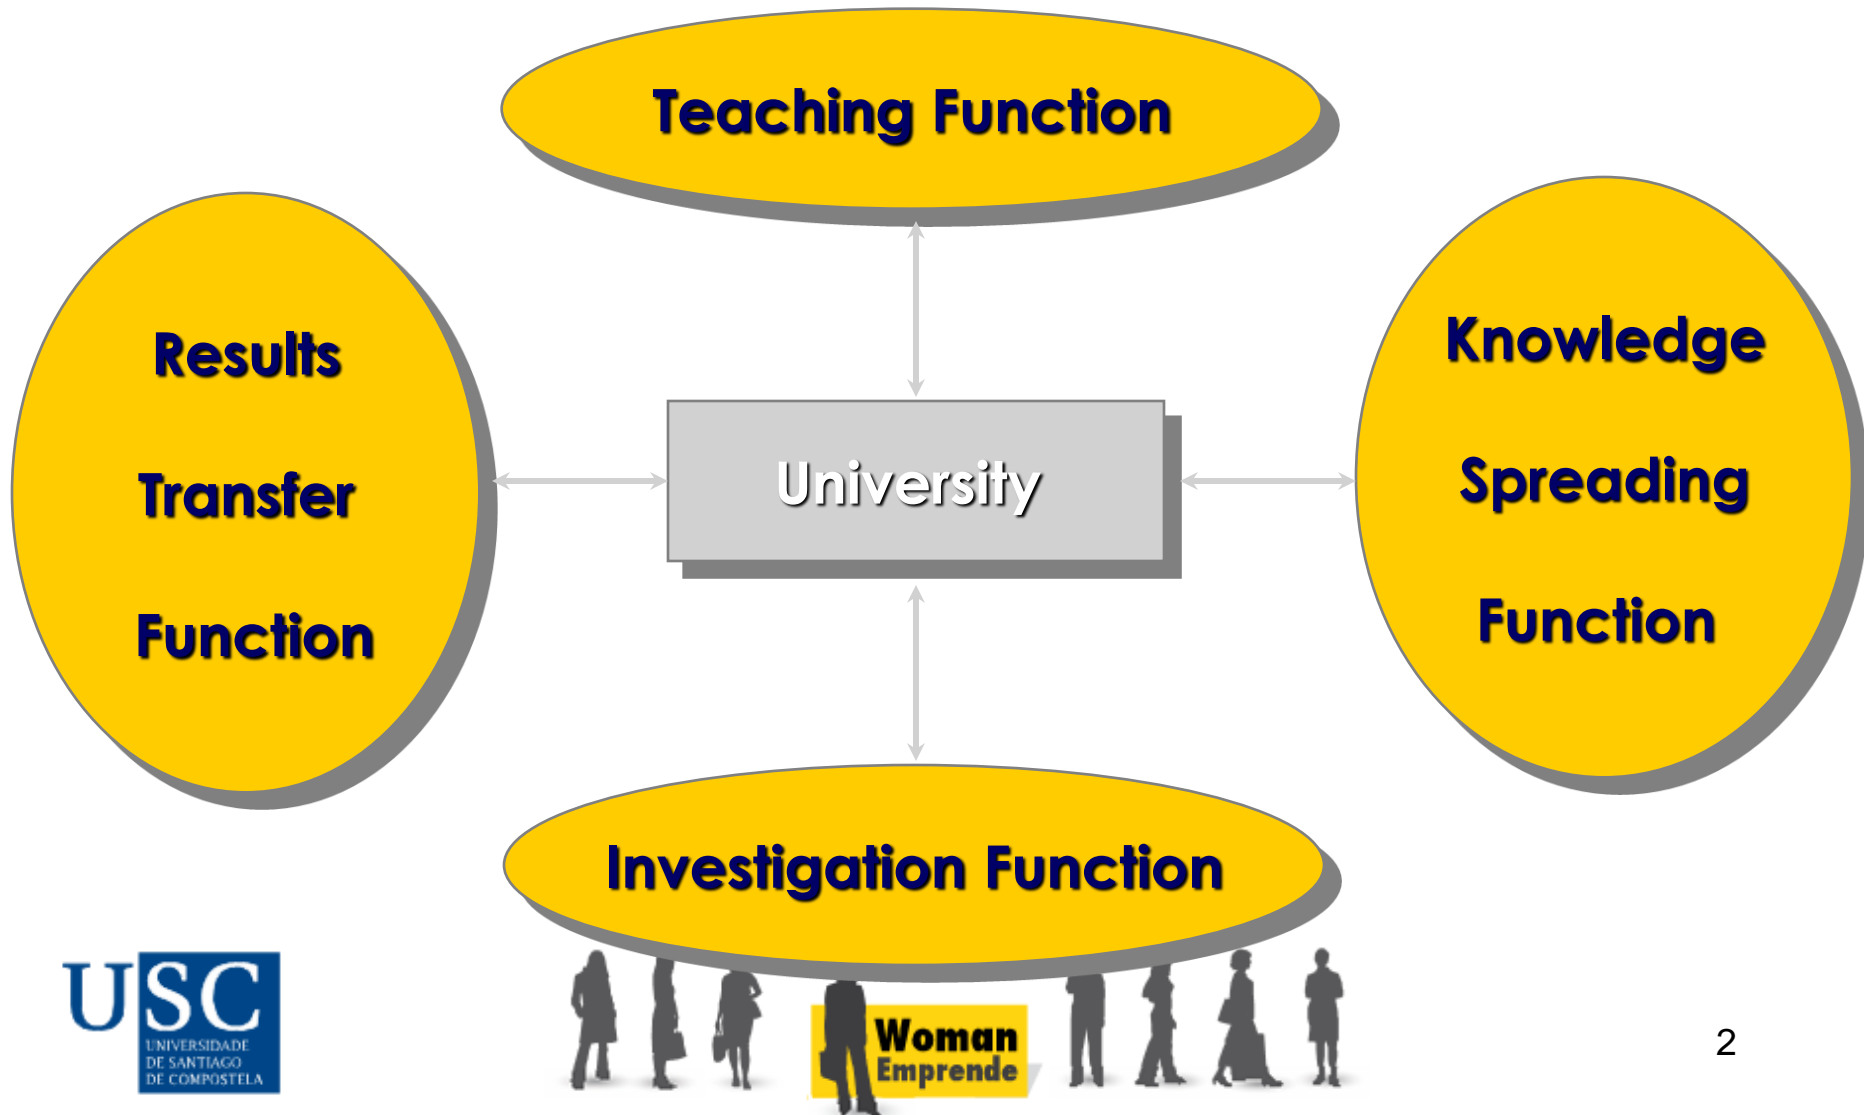 Teaching Function
Results
Transfer
Function
University
Knowledge
Spreading
Function
Investigation Function
USC
UNIVERSIDADE
DE SANTIAGO
DE COMPOSTELA
Woman
Emprende
2